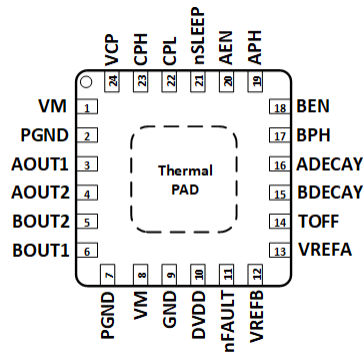 VCP
CPH
CPL
nSLEEP
AEN
APH
24
23
22
21
20
19
VM 1
PGND 2
AOUT1 3
AOUT2 4
BOUT2 5
BOUT1 6
Thermal
PAD
18 BEN
17 BPH
16 ADECAY
15 BDECAY
14 TOFF
13 VREFA
7
8
9
10
11
12
PGND
VM
GND
DVDD
nFAULT
VREFB